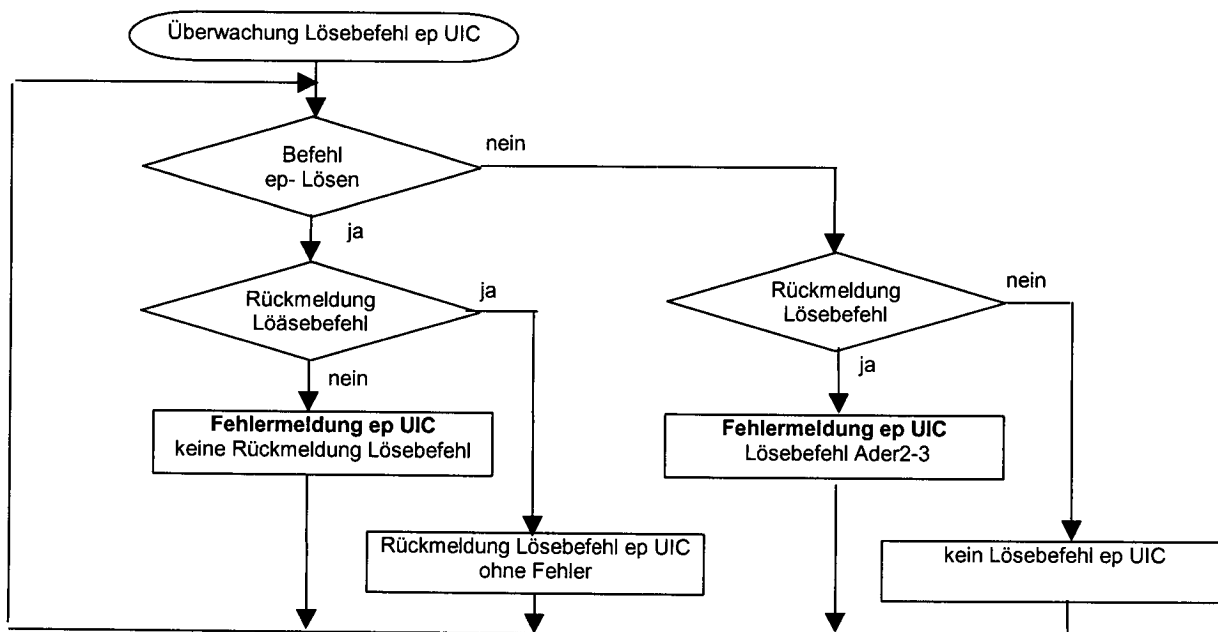 Überwachung Lösebefehl ep UIC
Befehl
ep- Lösen
nein
ja
Rückmeldung
Löäsebefehl
ja
nein
Rückmeldung
Lösebefehl
nein
ja
Fehlermeldung ep UIC
keine Rückmeldung Lösebefehl
Fehlermeldung ep UIC
Lösebefehl Ader2-3
Rückmeldung Lösebefehl ep UIC
ohne Fehler
kein Lösebefehl ep UIC